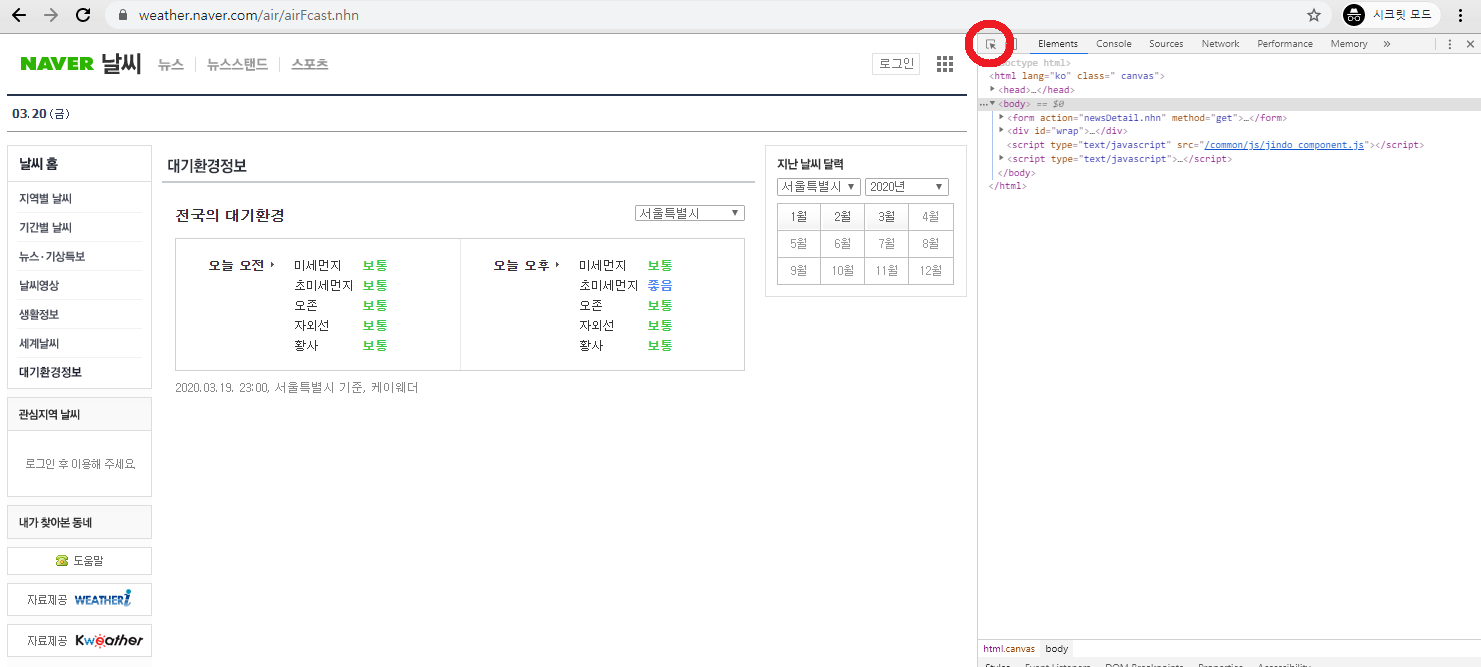 weather.naver.com/air/airFcast.nhn
시크릿 모드
NAVER 날씨 뉴스 뉴스스탠드 스포츠 로그인
03.20 (금)
날씨 홈
지역별 날씨
기간별 날씨
뉴스·기상특보
날씨영상
생활정보
세계날씨
대기환경정보
관심지역 날씨
로그인 후 이용해 주세요.
내가 찾아본 동네
도움말
자료제공 WEATHERi
자료제공 Kweather
대기환경정보
전국의 대기환경 서울특별시
오늘 오전 미세먼지 보통
초미세먼지 보통
오존 보통
자외선 보통
황사 보통
오늘 오후 미세먼지 보통
초미세먼지 좋음
오존 보통
자외선 보통
황사 보통
2020.03.19. 23:00, 서울특별시 기준, 케이웨더
지난 날씨 달력
서울특별시 2020년
1월 2월 3월 4월
5월 6월 7월 8월
9월 10월 11월 12월
Elements Console Sources Network Performance Memory »
octype html>
<html lang="ko" class=" canvas">
<head>…</head>
<body> == $0
<form action="newsDetail.nhn" method="get">…</form>
<div id="wrap">…</div>
<script type="text/javascript" src="/common/js/jindo_component.js"></script>
<script type="text/javascript">…</script>
</body>
</html>
html.canvas body
Styles Event Listeners DOM Breakpoints Properties Accessibility